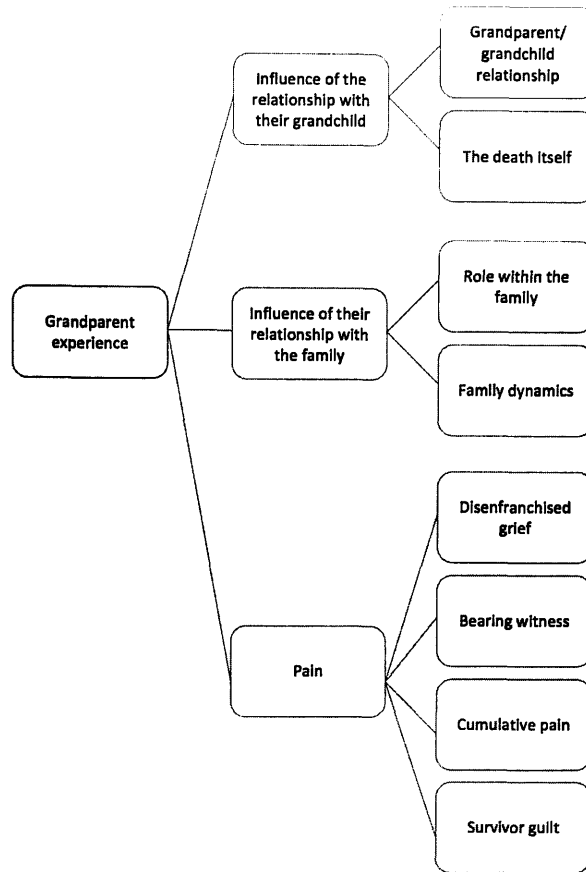 Grandparent
experience
Influence of the
relationship with
their grandchild
Grandparent/
grandchild
relationship
The death itself
Influence of their
relationship with
the family
Role within the
family
Family dynamics
Pain
Disenfranchised
grief
Bearing witness
Cumulative pain
Survivor guilt